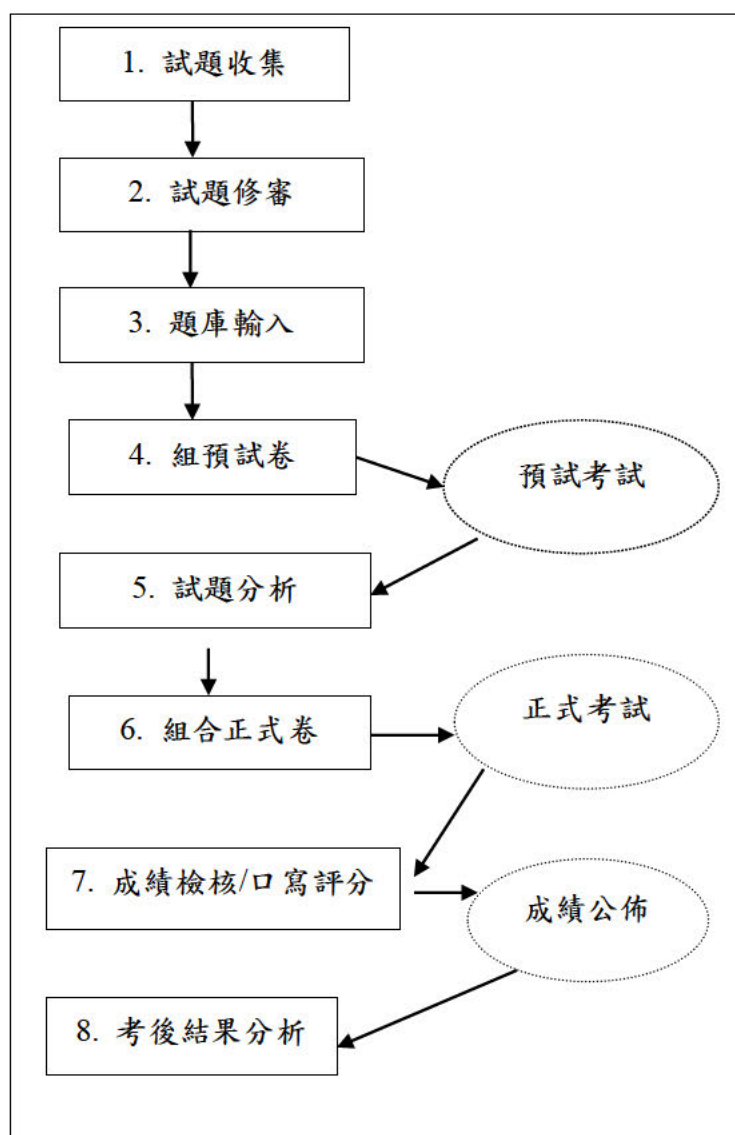 1. 試題收集
2. 試題修審
3. 題庫輸入
4. 組預試卷
預試考試
5. 試題分析
6. 組合正式卷
正式考試
7. 成績檢核/口寫評分
成績公佈
8. 考後結果分析